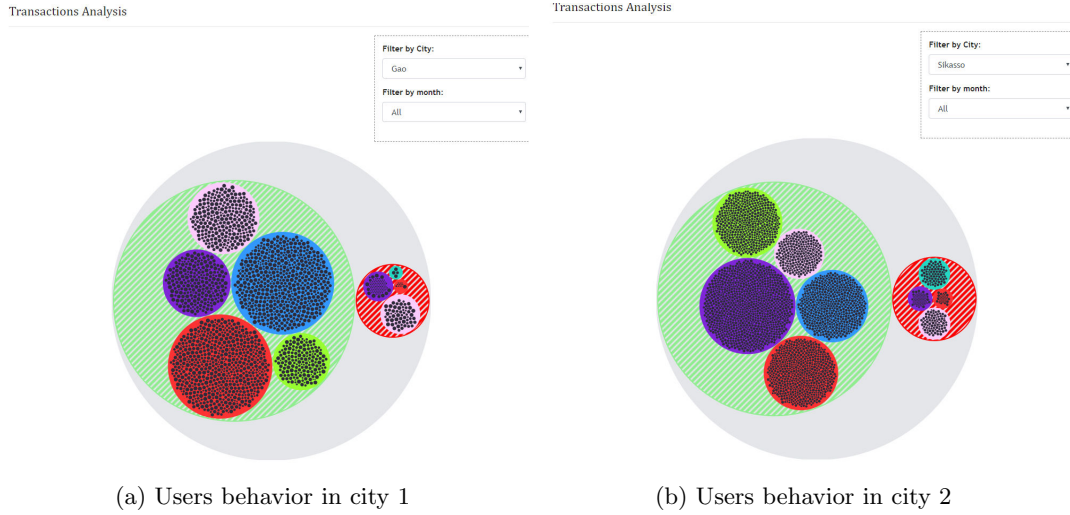 Transactions Analysis
Filter by City:
Gao
Filter by month:
All
(a) Users behavior in city 1
Transactions Analysis
Filter by City:
Sikasso
Filter by month:
All
(b) Users behavior in city 2